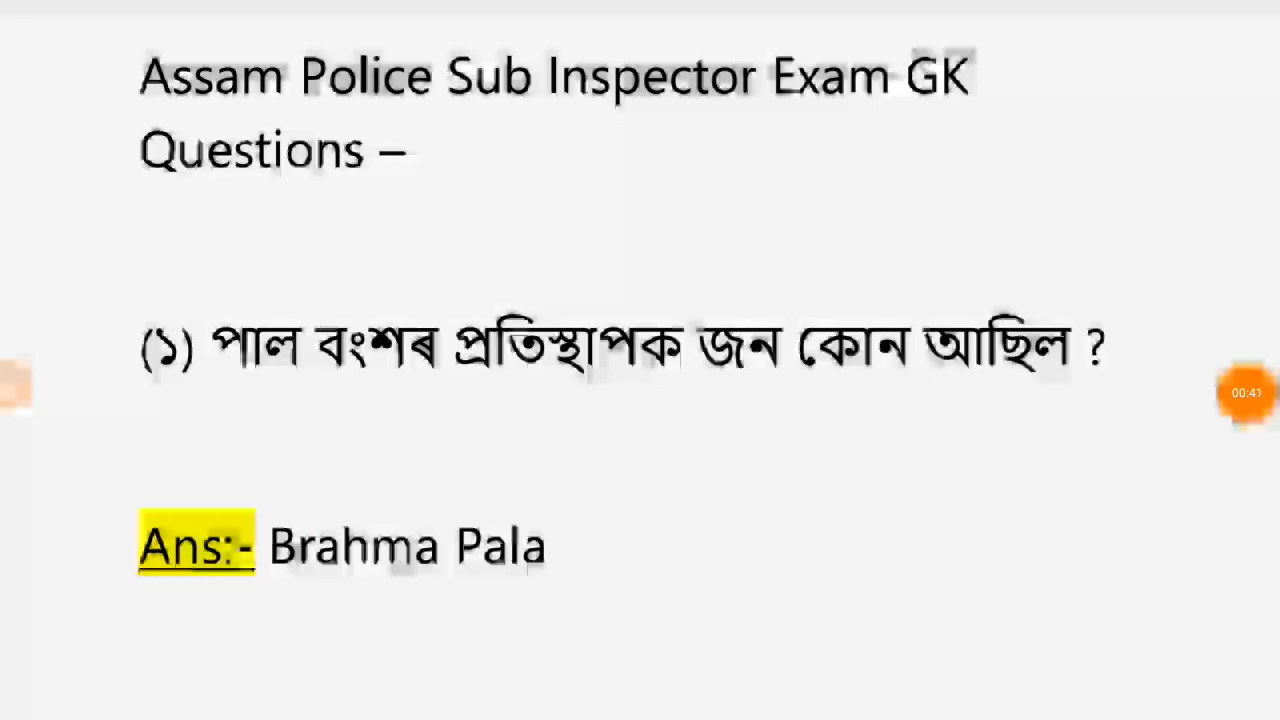 Assam Police Sub Inspector Exam GK
Questions –
(১) পাল বংশৰ প্ৰতিস্থাপক জন কোন আছিল ?
00:41
Ans:- Brahma Pala